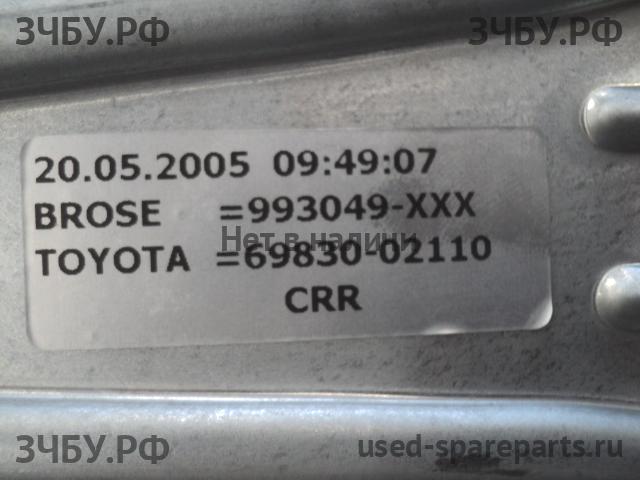 ЗЧБУ.РФ ЗЧБУ.РФ
20.05.2005 09:49:07
BROSE =993049-XXX
Нет в наличии
TOYOTA =69830-02110
CRR
ЗЧБУ.РФ used-spareparts.ru